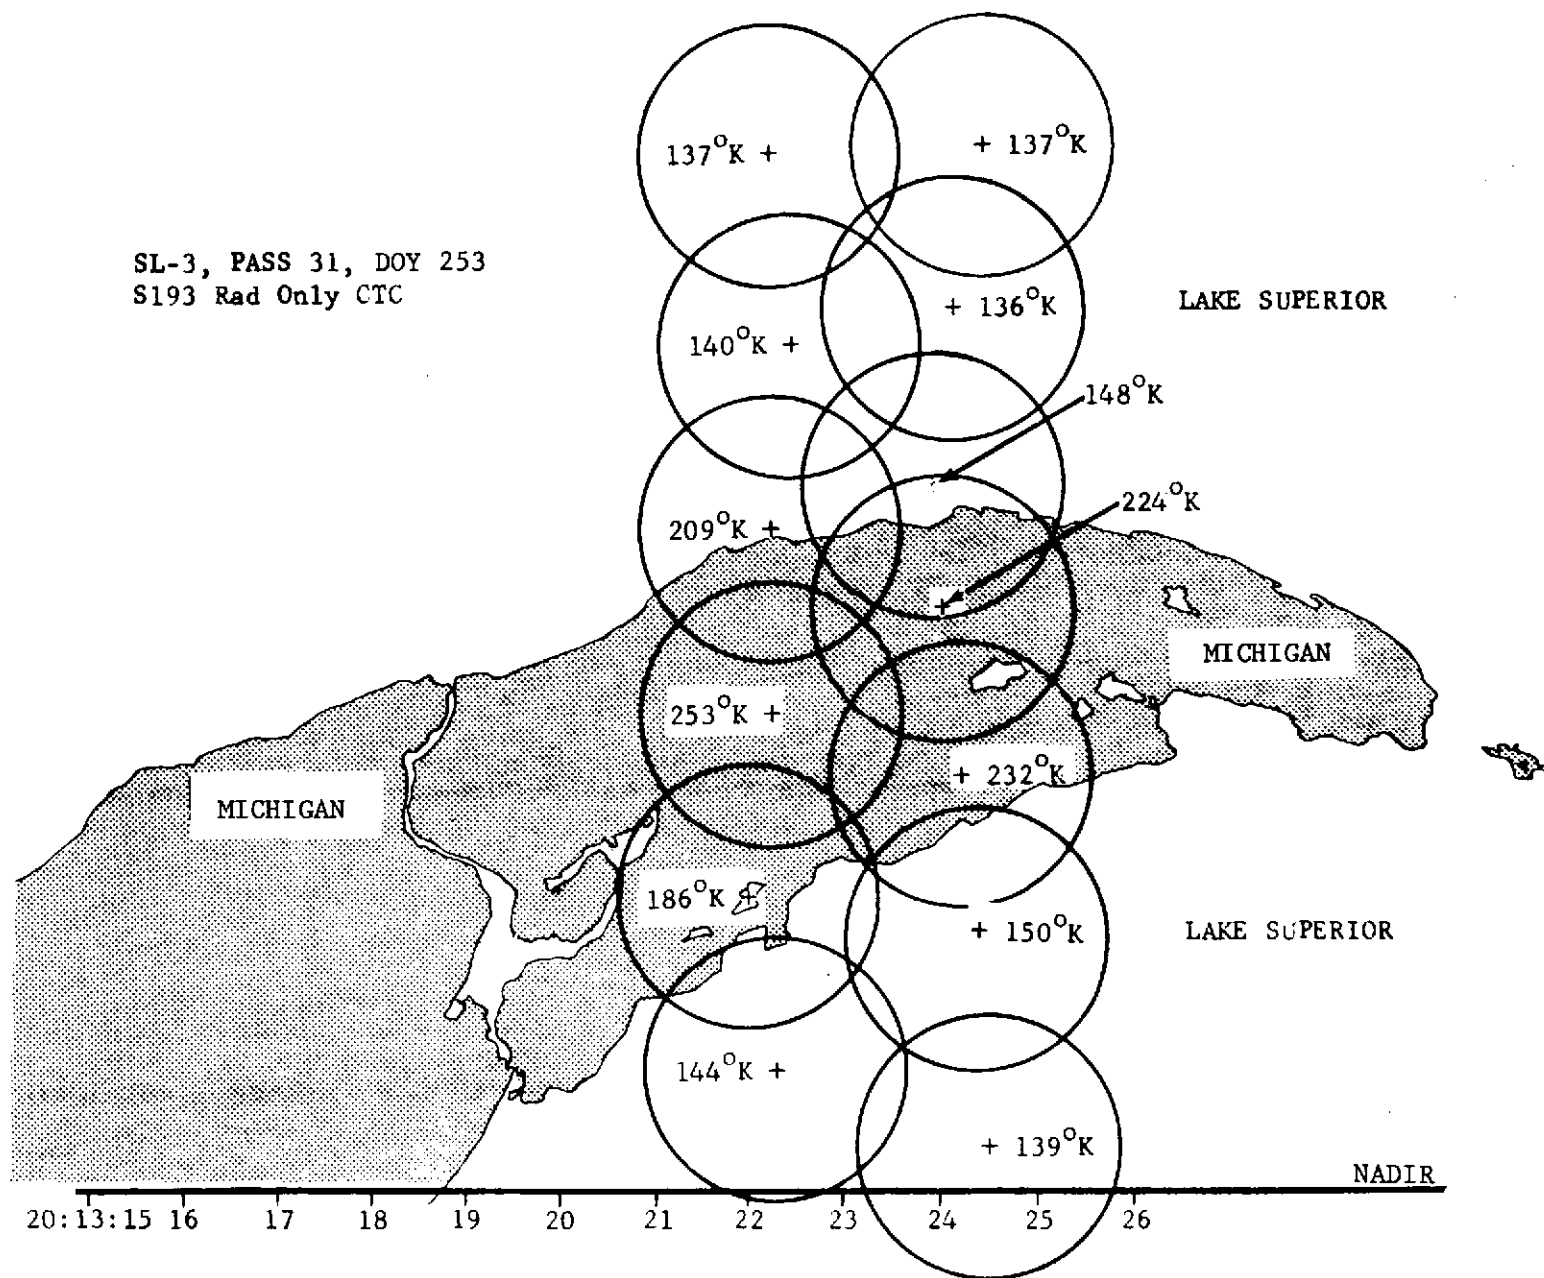 137°K +
+ 137°K
SL-3, PASS 31, DOY 253
S193 Rad Only CTC
+ 136°K
LAKE SUPERIOR
140°K +
148°K
224°K
209°K +
+
MICHIGAN
253°K +
+ 232°K
MICHIGAN
186°K +
+ 150°K
LAKE SUPERIOR
144°K +
+ 139°K
NADIR
20:13:15 16 17 18 19 20 21 22 23 24 25 26